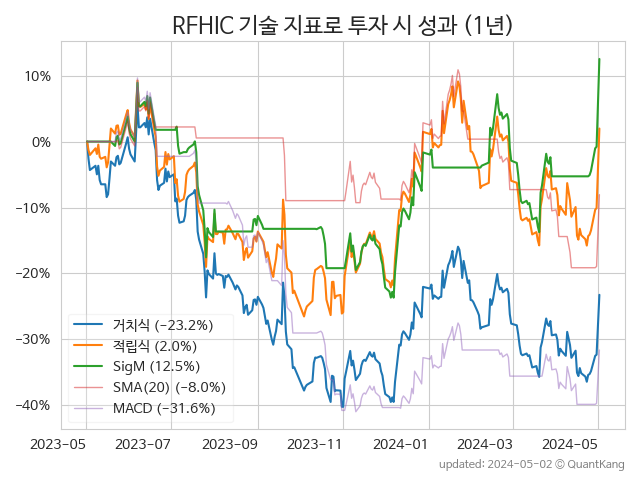 RFHIC 기술 지표로 투자 시 성과 (1년)
10%
0%
−10%
−20%
−30%
−40%
거치식 (−23.2%)
적립식 (2.0%)
SigM (12.5%)
SMA(20) (−8.0%)
MACD (−31.6%)
2023-05 2023-07 2023-09 2023-11 2024-01 2024-03 2024-05
updated: 2024-05-02 © QuantKang